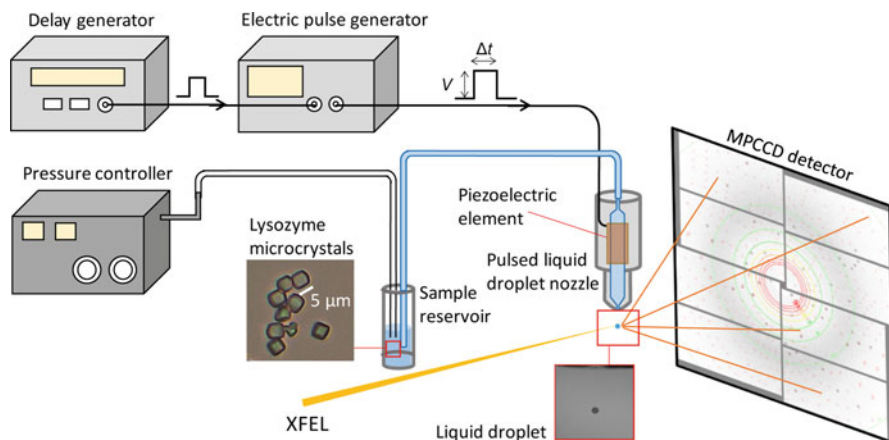 Delay generator
Electric pulse generator
Δt
V
Pressure controller
MPCCD detector
Piezoelectric
element
Lysozyme
microcrystals
Pulsed liquid
droplet nozzle
5 μm
Sample
reservoir
XFEL
Liquid droplet